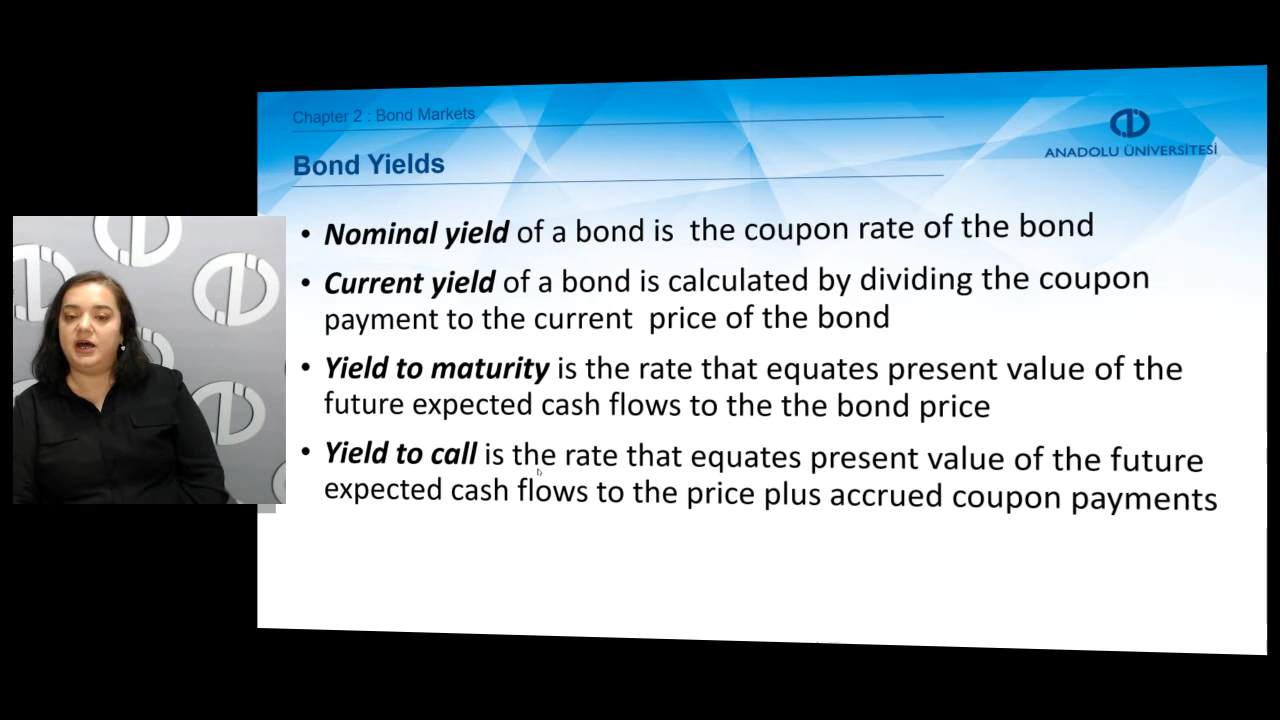 Chapter 2 : Bond Markets
ANADOLU ÜNİVERSİTESİ
Bond Yields
• Nominal yield of a bond is the coupon rate of the bond
• Current yield of a bond is calculated by dividing the coupon
payment to the current price of the bond
• Yield to maturity is the rate that equates present value of the
future expected cash flows to the the bond price
• Yield to call is the rate that equates present value of the future
expected cash flows to the price plus accrued coupon payments